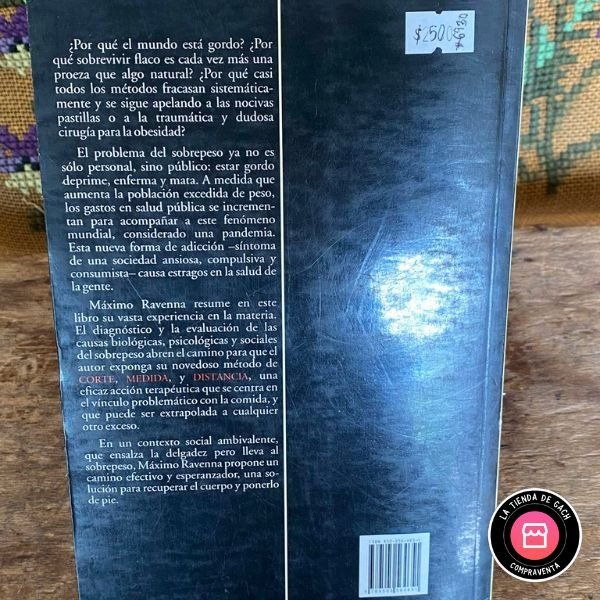 ¿Por qué el mundo está gordo? ¿Por
qué sobrevivir flaco es cada vez más una
proeza que algo natural? ¿Por qué casi
todos los métodos fracasan sistemática-
mente y se sigue apelando a las nocivas
pastillas o a la traumática y dudosa
cirugía para la obesidad?
El problema del sobrepeso ya no es
sólo personal, sino público: estar gordo
deprime, enferma y mata. A medida que
aumenta la población excedida de peso,
los gastos en salud pública se incremen-
tan para acompañar a este fenómeno
mundial, considerado una pandemia.
Esta nueva forma de adicción –síntoma
de una sociedad ansiosa, compulsiva y
consumista– causa estragos en la salud de
la gente.
Máximo Ravenna resume en este
libro su vasta experiencia en la materia.
El diagnóstico y la evaluación de las
causas biológicas, psicológicas y sociales
del sobrepeso abren el camino para que el
autor exponga su novedoso método de
CORTE, MEDIDA, y DISTANCIA, una
eficaz acción terapéutica que se centra en
el vínculo problemático con la comida, y
que puede ser extrapolada a cualquier
otro exceso.
En un contexto social ambivalente,
que ensalza la delgadez pero lleva al
sobrepeso, Máximo Ravenna propone un
camino efectivo y esperanzador, una so-
lución para recuperar el cuerpo y ponerlo
de pie.
LA TIENDA DE GACH
COMPRAVENTA